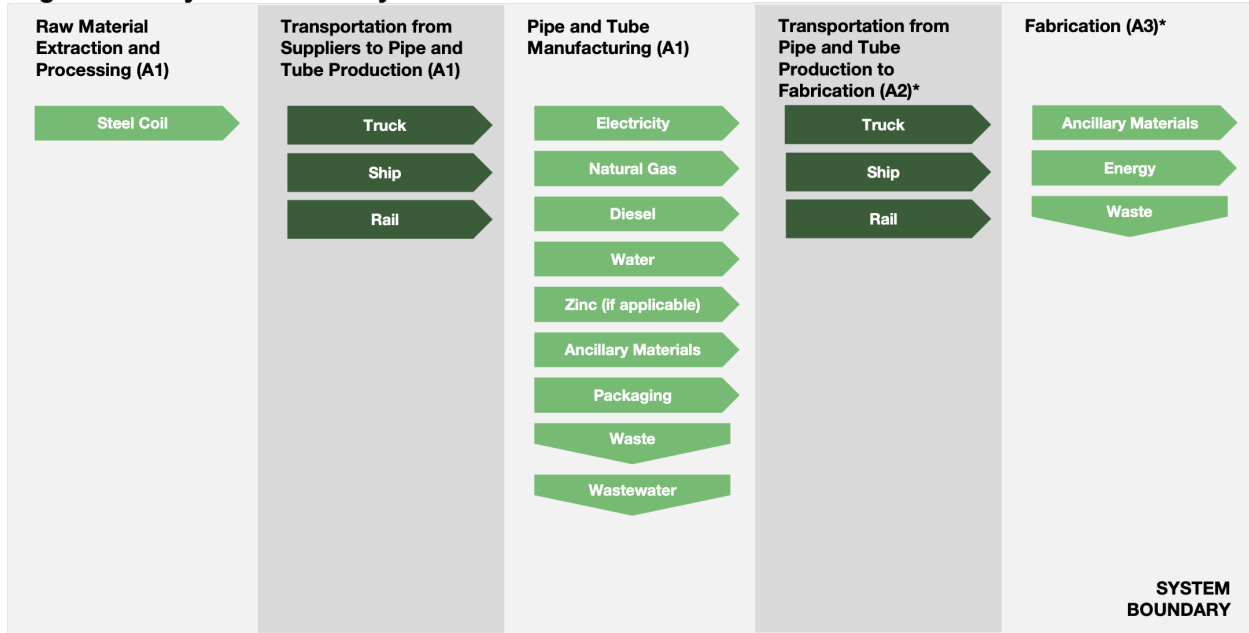 Raw Material
Extraction and
Processing (A1)
Steel Coil
Transportation from
Suppliers to Pipe and
Tube Production (A1)
Truck
Ship
Rail
Pipe and Tube
Manufacturing (A1)
Electricity
Natural Gas
Diesel
Water
Zinc (if applicable)
Ancillary Materials
Packaging
Waste
Wastewater
Transportation from
Pipe and Tube
Production to
Fabrication (A2)*
Truck
Ship
Rail
Fabrication (A3)*
Ancillary Materials
Energy
Waste
SYSTEM
BOUNDARY